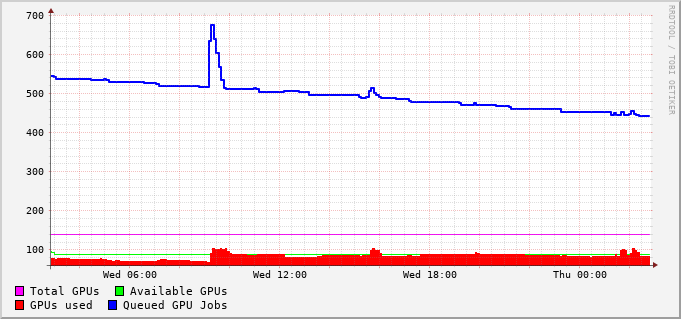 700
600
500
400
300
200
100
Wed 06:00 Wed 12:00 Wed 18:00 Thu 00:00
Total GPUs Available GPUs
GPUs used Queued GPU Jobs
RRDTOOL / TOBI OETIKER